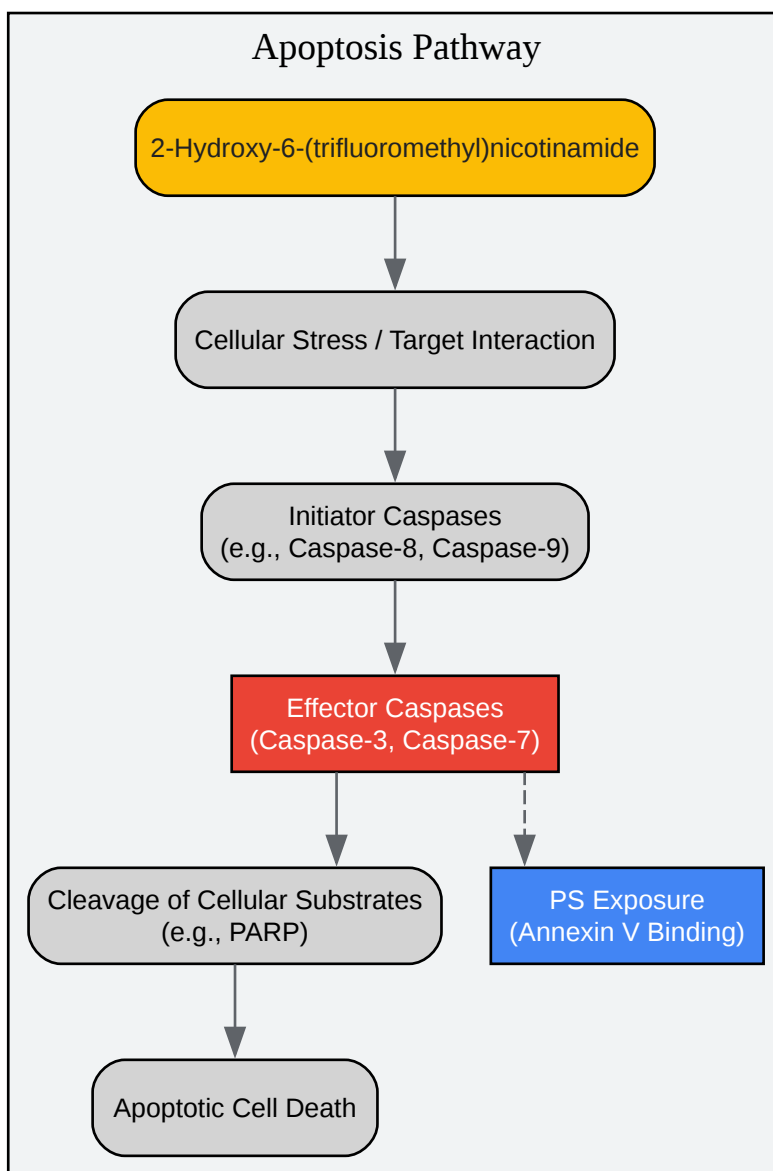 Apoptosis Pathway
2-Hydroxy-6-(trifluoromethyl)nicotinamide
Cellular Stress / Target Interaction
Initiator Caspases
(e.g., Caspase-8, Caspase-9)
Effector Caspases
(Caspase-3, Caspase-7)
Cleavage of Cellular Substrates
(e.g., PARP)
PS Exposure
(Annexin V Binding)
Apoptotic Cell Death